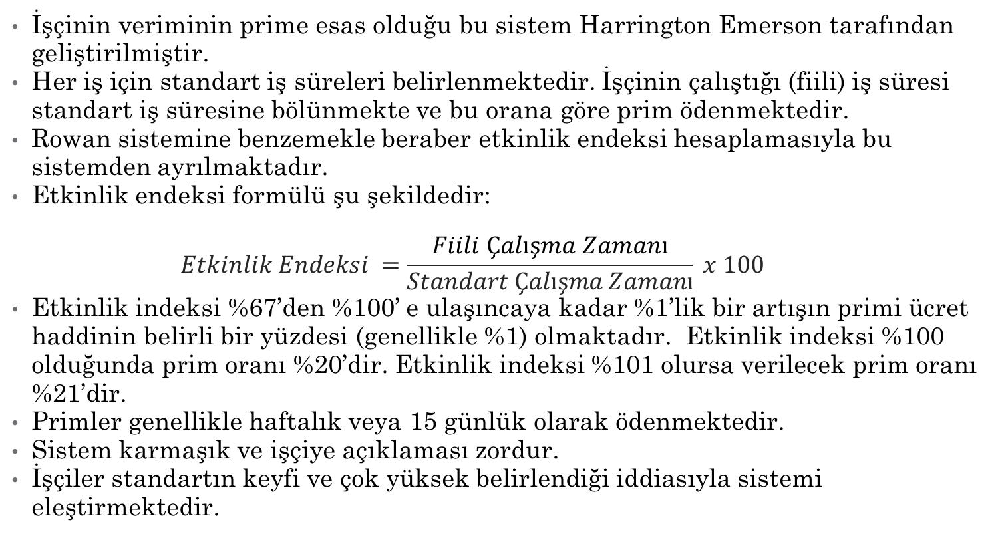 • İşçinin veriminin prime esas olduğu bu sistem Harrington Emerson tarafından
geliştirilmiştir.
• Her iş için standart iş süreleri belirlenmektedir. İşçinin çalıştığı (fiili) iş süresi
standart iş süresine bölünmekte ve bu orana göre prim ödenmektedir.
• Rowan sistemine benzemekle beraber etkinlik endeksi hesaplamasıyla bu
sistemden ayrılmaktadır.
• Etkinlik endeksi formülü şu şekildedir:
Fiili Çalışma Zamanı
Etkinlik Endeksi = x 100
Standart Çalışma Zamanı
• Etkinlik indeksi %67’den %100’ e ulaşıncaya kadar %1’lik bir artışın primi ücret
haddinin belirli bir yüzdesi (genellikle %1) olmaktadır. Etkinlik indeksi %100
olduğunda prim oranı %20’dir. Etkinlik indeksi %101 olursa verilecek prim oranı
%21’dir.
• Primler genellikle haftalık veya 15 günlük olarak ödenmektedir.
• Sistem karmaşık ve işçiye açıklaması zordur.
• İşçiler standartın keyfi ve çok yüksek belirlendiği iddiasıyla sistemi
eleştirmektedir.